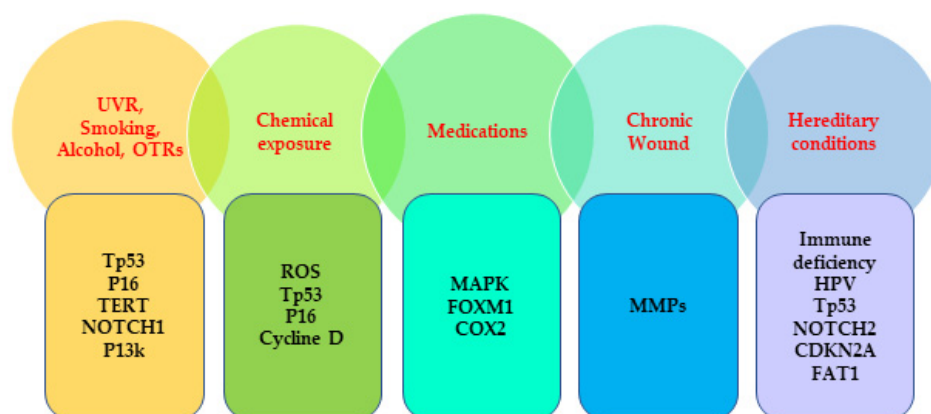 UVR,
Smoking,
Alcohol, OTRs
Chemical
exposure
Medications
Chronic
Wound
Hereditary
conditions
Tp53
P16
TERT
NOTCH1
P13k
ROS
Tp53
P16
Cycline D
MAPK
FOXM1
COX2
MMPs
Immune
deficiency
HPV
Tp53
NOTCH2
CDKN2A
FAT1